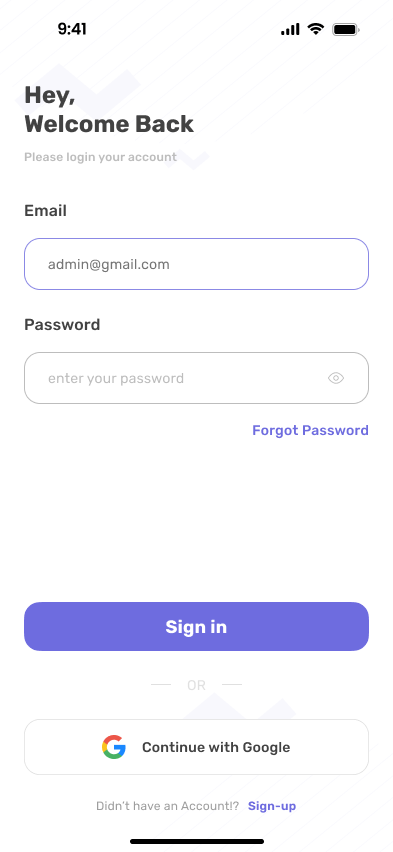 9:41
Hey,
Welcome Back
Please login your account
Email
admin@gmail.com
Password
enter your password
Forgot Password
Sign in
OR
Continue with Google
Didn't have an Account!? Sign-up